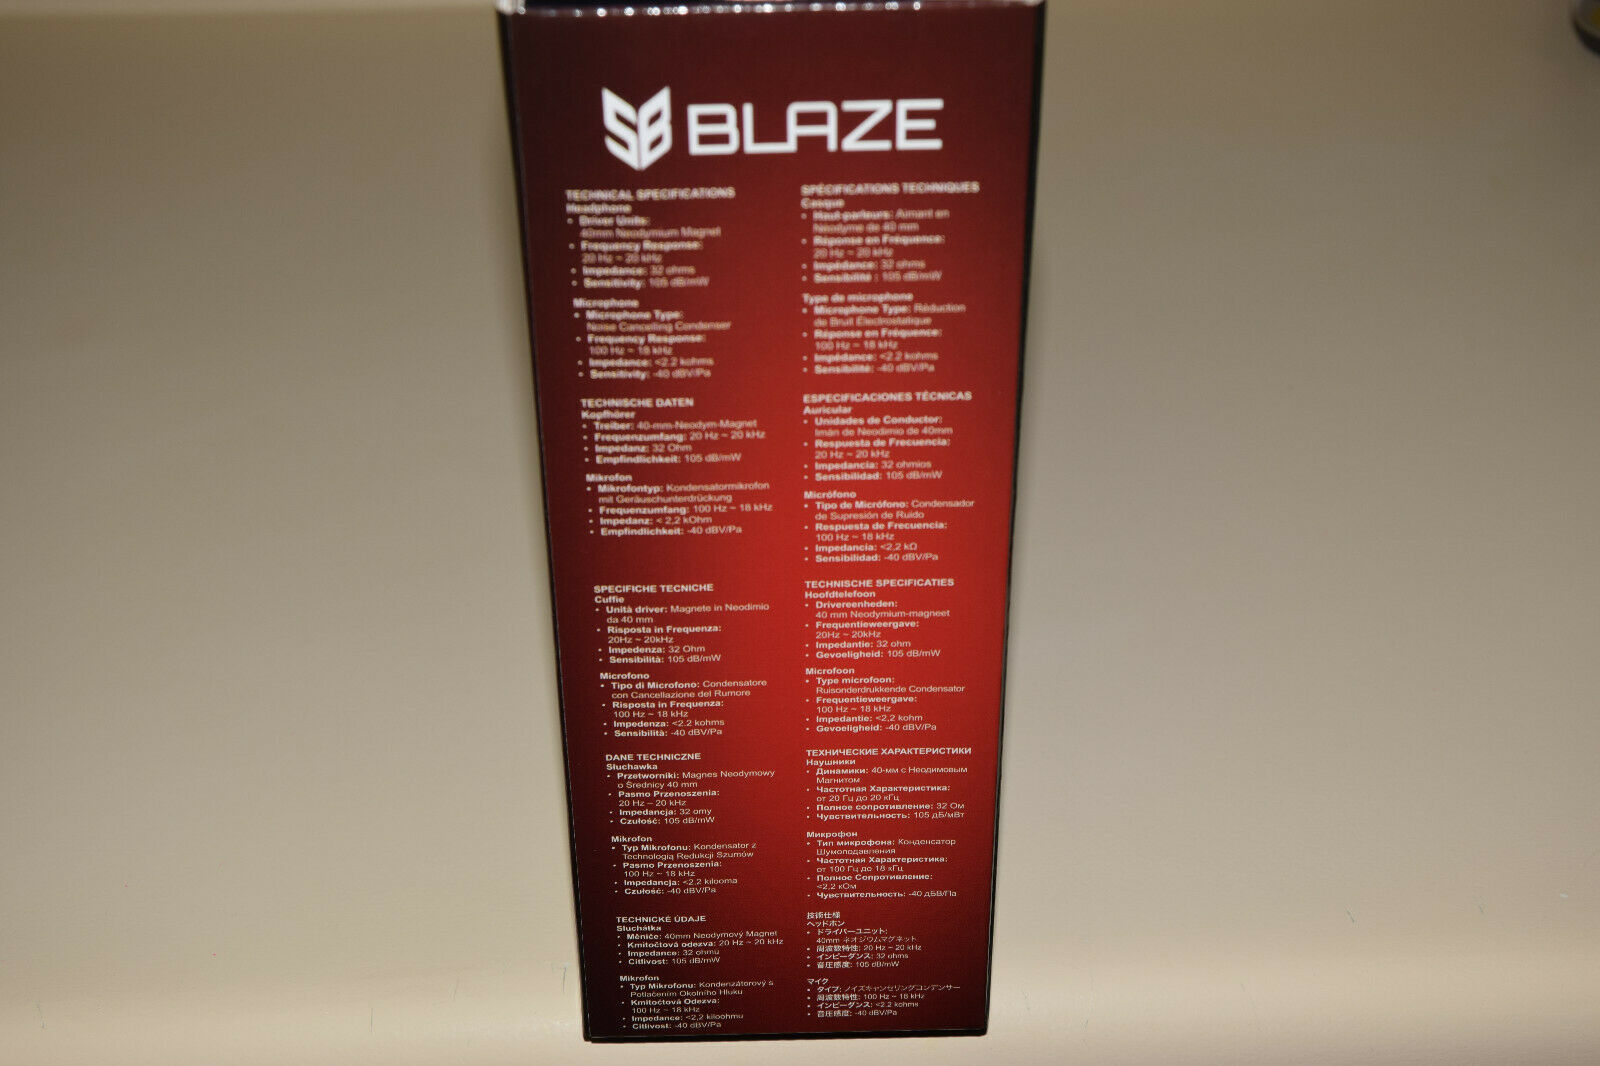 SB BLAZE
TECHNICAL SPECIFICATIONS
Headphone
• Driver Units:
40mm Neodymium Magnet
• Frequency Response:
20 Hz ~ 20 kHz
• Impedance: 32 ohms
• Sensitivity: 105 dB/mW
Microphone
• Microphone Type:
Noise Cancelling Condenser
• Frequency Response:
100 Hz ~ 18 kHz
• Impedance: <2.2 kohms
• Sensitivity: -40 dBV/Pa
SPÉCIFICATIONS TECHNIQUES
Casque
• Haut-parleurs: Aimant en
Néodyme de 40 mm
• Réponse en Fréquence:
20 Hz ~ 20 kHz
• Impédance: 32 ohms
• Sensibilité : 105 dB/mW
Type de microphone
• Microphone Type: Réduction
de Bruit Électrostatique
• Réponse en Fréquence:
100 Hz ~ 18 kHz
• Impédance: <2.2 kohms
• Sensibilité: -40 dBV/Pa
TECHNISCHE DATEN
Kopfhörer
• Treiber: 40-mm-Neodym-Magnet
• Frequenzumfang: 20 Hz ~ 20 kHz
• Impedanz: 32 Ohm
• Empfindlichkeit: 105 dB/mW
Mikrofon
• Mikrofontyp: Kondensatormikrofon
mit Geräuschunterdrückung
• Frequenzumfang: 100 Hz ~ 18 kHz
• Impedanz: < 2,2 kOhm
• Empfindlichkeit: -40 dBV/Pa
ESPECIFICACIONES TÉCNICAS
Auricular
• Unidades de Conductor:
Imán de Neodimio de 40mm
• Respuesta de Frecuencia:
20 Hz ~ 20 kHz
• Impedancia: 32 ohmios
• Sensibilidad: 105 dB/mW
Micrófono
• Tipo de Micrófono: Condensador
de Supresión de Ruido
• Respuesta de Frecuencia:
100 Hz ~ 18 kHz
• Impedancia: <2,2 kΩ
• Sensibilidad: -40 dBV/Pa
SPECIFICHE TECNICHE
Cuffie
• Unità driver: Magnete in Neodimio
da 40 mm
• Risposta in Frequenza:
20Hz ~ 20kHz
• Impedenza: 32 Ohm
• Sensibilità: 105 dB/mW
Microfono
• Tipo di Microfono: Condensatore
con Cancellazione del Rumore
• Risposta in Frequenza:
100 Hz ~ 18 kHz
• Impedenza: <2.2 kohms
• Sensibilità: -40 dBV/Pa
TECHNISCHE SPECIFICATIES
Hoofdtelefoon
• Drivereenheden:
40 mm Neodymium-magneet
• Frequentieweergave:
20Hz ~ 20kHz
• Impedantie: 32 ohm
• Gevoeligheid: 105 dB/mW
Microfoon
• Type microfoon:
Ruisonderdrukkende Condensator
• Frequentieweergave:
100 Hz ~ 18 kHz
• Impedantie: <2,2 kohm
• Gevoeligheid: -40 dBV/Pa
DANE TECHNICZNE
Słuchawka
• Przetworniki: Magnes Neodymowy
o Średnicy 40 mm
• Pasmo Przenoszenia:
20 Hz – 20 kHz
• Impedancja: 32 omy
• Czułość: 105 dB/mW
Mikrofon
• Typ Mikrofonu: Kondensator z
Technologią Redukcji Szumów
• Pasmo Przenoszenia:
100 Hz ~ 18 kHz
• Impedancja: <2.2 kilooma
• Czułość: -40 dBV/Pa
ТЕХНИЧЕСКИЕ ХАРАКТЕРИСТИКИ
Наушники
• Динамики: 40-мм с Неодимовым
Магнитом
• Частотная Характеристика:
от 20 Гц до 20 кГц
• Полное сопротивление: 32 Ом
• Чувствительность: 105 дБ/мВт
Микрофон
• Тип микрофона: Конденсатор
Шумоподавления
• Частотная Характеристика:
от 100 Гц до 18 кГц
• Полное Сопротивление:
<2,2 кОм
• Чувствительность: -40 дБВ/Па
TECHNICKÉ ÚDAJE
Sluchátka
• Měniče: 40mm Neodymový Magnet
• Kmitočtová odezva: 20 Hz ~ 20 kHz
• Impedance: 32 ohmů
• Citlivost: 105 dB/mW
Mikrofon
• Typ Mikrofonu: Kondenzátorový s
Potlačením Okolního Hluku
• Kmitočtová Odezva:
100 Hz ~ 18 kHz
• Impedance: <2,2 kiloohmu
• Citlivost: -40 dBV/Pa
技術仕様
ヘッドホン
• ドライバーユニット:
40mm ネオジウムマグネット
• 周波数特性: 20 Hz ~ 20 kHz
• インピーダンス: 32 ohms
• 音圧感度: 105 dB/mW
マイク
• タイプ: ノイズキャンセリングコンデンサー
• 周波数特性: 100 Hz ~ 18 kHz
• インピーダンス: <2.2 kohms
• 音圧感度: -40 dBV/Pa